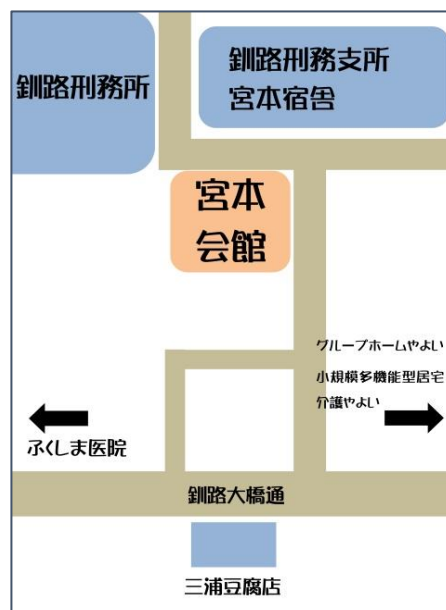 釧路刑務所
釧路刑務支所
宮本宿舎
宮本
会館
グループホームやよい
小規模多機能型居宅
介護やよい
ふくしま医院
釧路大橋通
三浦豆腐店